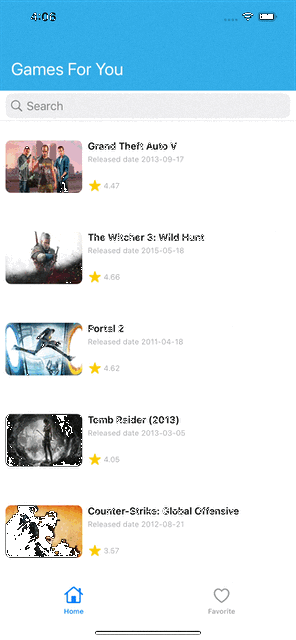 4:06
Games For You
Search
Grand Theft Auto V
Released date 2013-09-17
4.47
The Witcher 3: Wild Hunt
Released date 2015-05-18
4.66
Portal 2
Released date 2011-04-18
4.62
Tomb Raider (2013)
Released date 2013-03-05
4.05
Counter-Strike: Global Offensive
Released date 2012-08-21
3.57
Home
Favorite